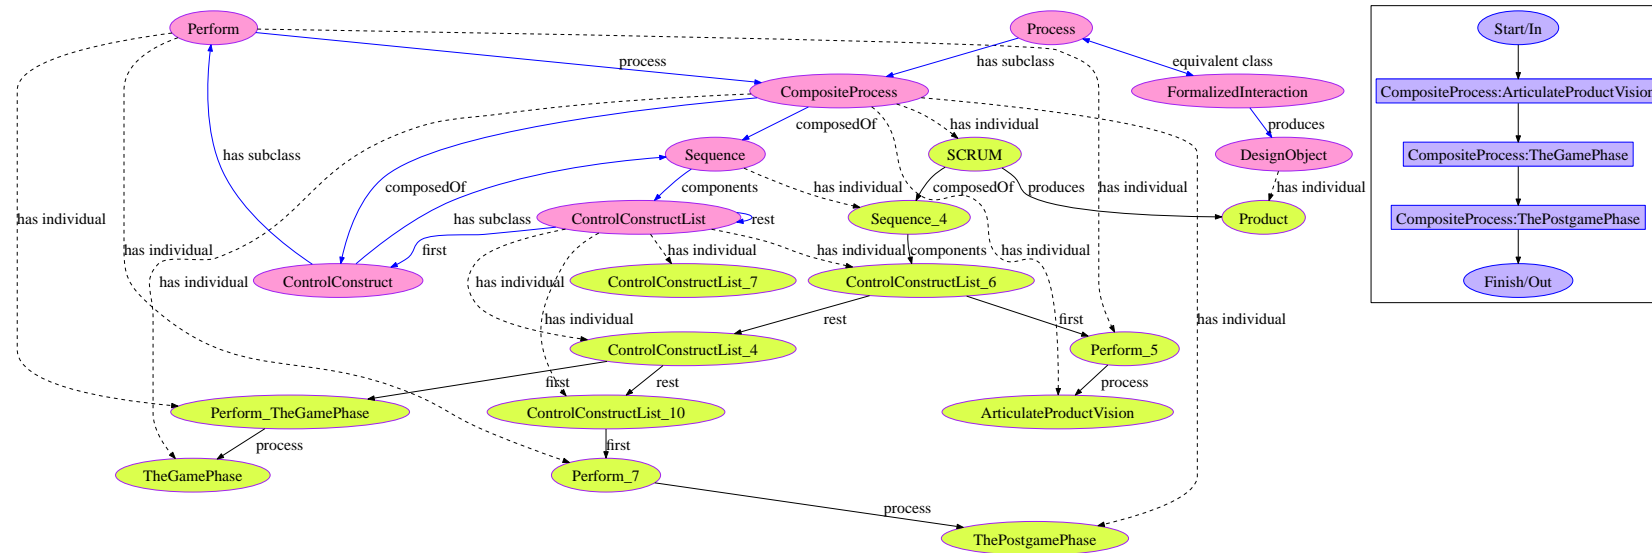 Perform
Process
Start/In
process
has subclass
equivalent class
CompositeProcess
FormalizedInteraction
CompositeProcess:ArticulateProductVision
composedOf
has individual
produces
has subclass
Sequence
SCRUM
DesignObject
CompositeProcess:TheGamePhase
composedOf
components
has individual
composedOf
produces
has individual
has individual
has individual
has subclass
ControlConstructList
rest
Sequence_4
Product
CompositeProcess:ThePostgamePhase
has individual
first
has individual
has individual
components
has individual
has individual
ControlConstruct
ControlConstructList_7
ControlConstructList_6
Finish/Out
has individual
has individual
rest
first
has individual
ControlConstructList_4
Perform_5
first
rest
process
Perform_TheGamePhase
ControlConstructList_10
ArticulateProductVision
process
first
TheGamePhase
Perform_7
process
ThePostgamePhase